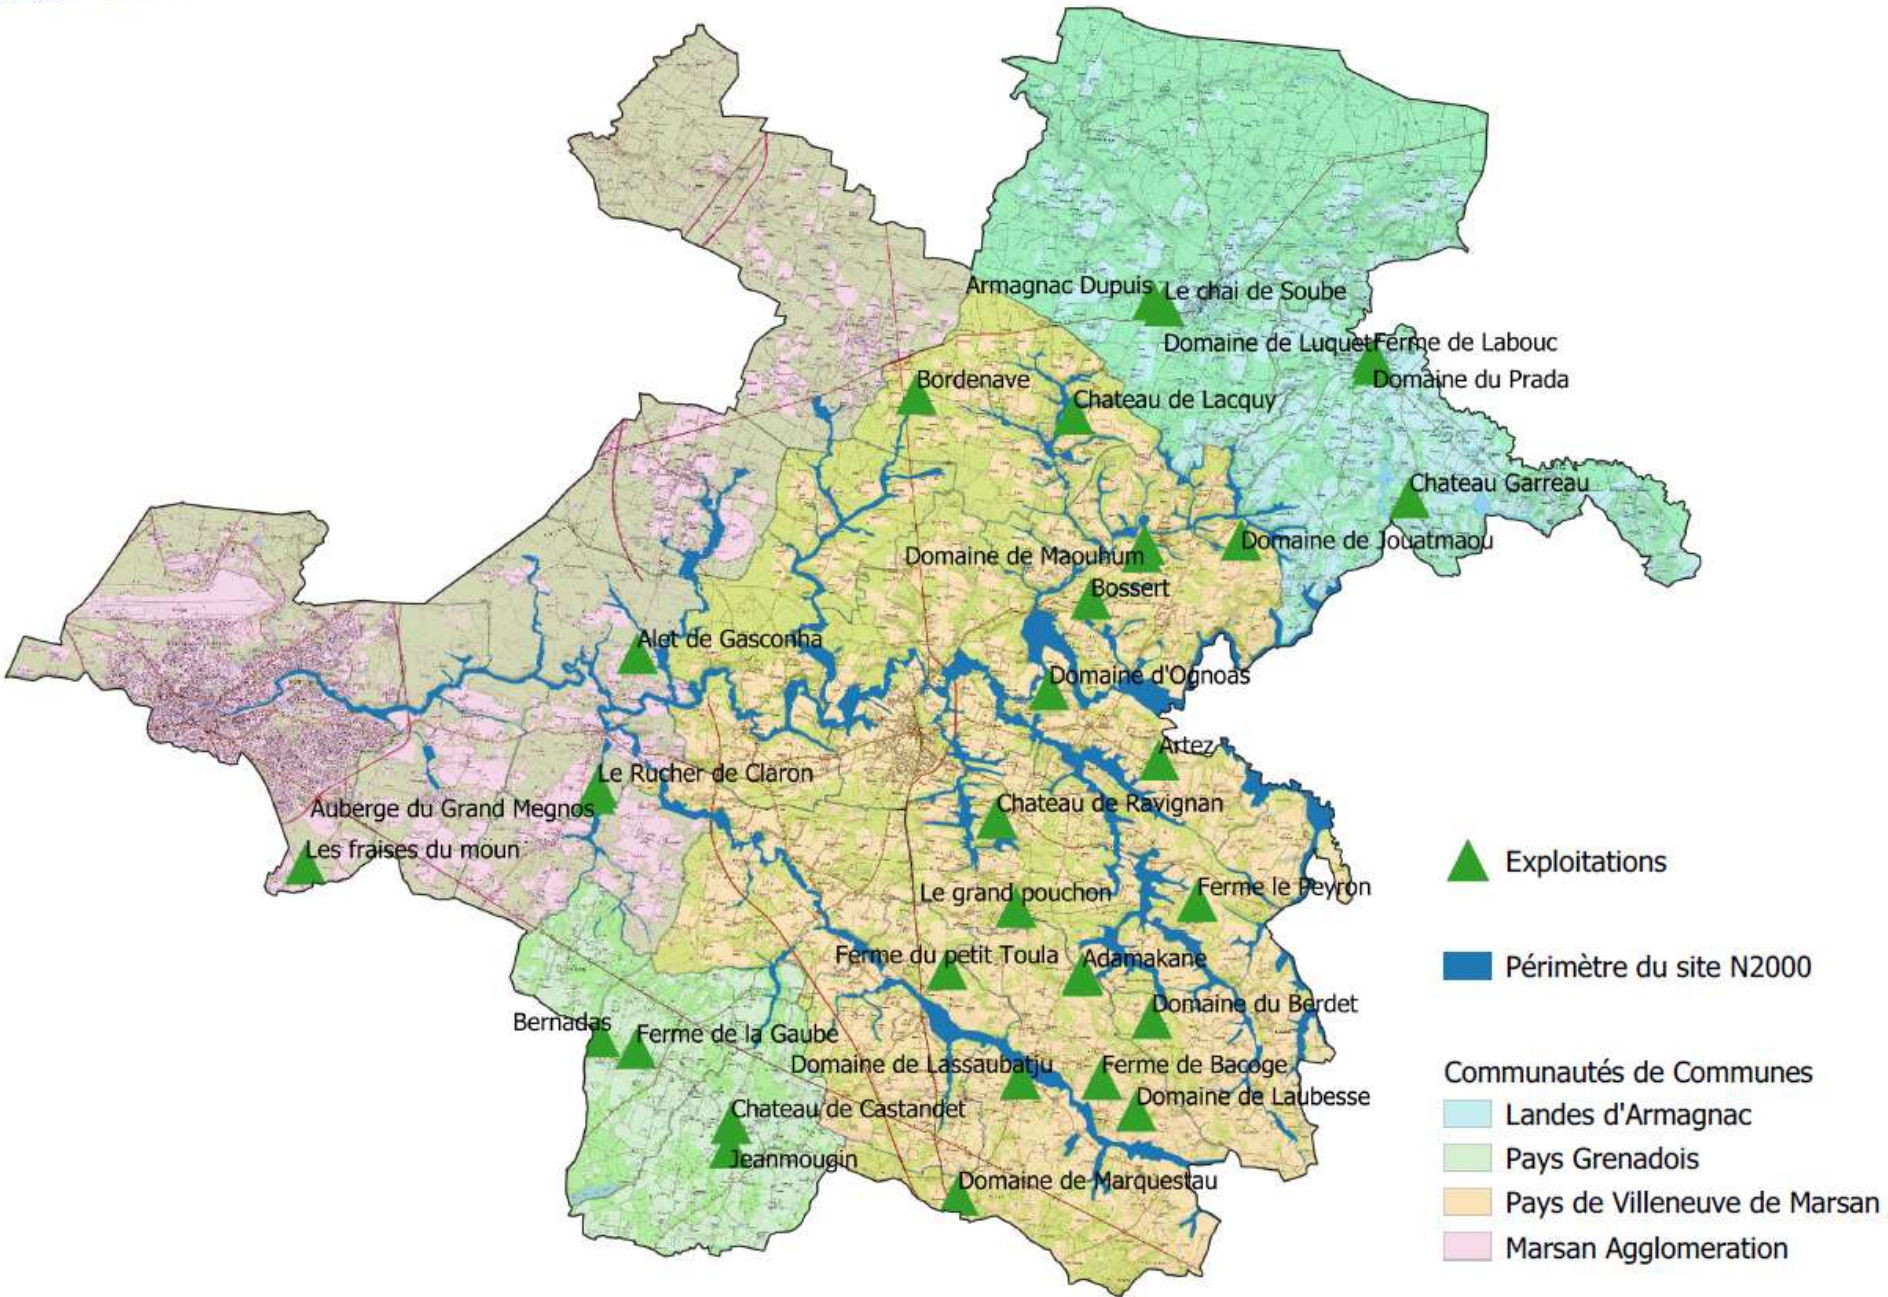 Armagnac Dupuis
Le chai de Soube
Domaine de Luquet
Ferme de Labouc
Domaine du Prada
Bordenave
Chateau de Lacquy
Chateau Garreau
Domaine de Maouhum
Domaine de Jouatmaou
Bossert
Alet de Gasconha
Domaine d'Ognoas
Artez
Le Rucher de Claron
Auberge du Grand Megnos
Chateau de Ravignan
Les fraises du moun
Exploitations
Le grand pouchon
Ferme le Peyron
Ferme du petit Toula
Adamakane
Périmètre du site N2000
Domaine du Berdet
Bernadas
Ferme de la Gaube
Domaine de Lassaubatju
Ferme de Bacoge
Domaine de Laubesse
Chateau de Castandet
Jeanmougin
Domaine de Marquestau
Communautés de Communes
Landes d'Armagnac
Pays Grenadois
Pays de Villeneuve de Marsan
Marsan Agglomeration